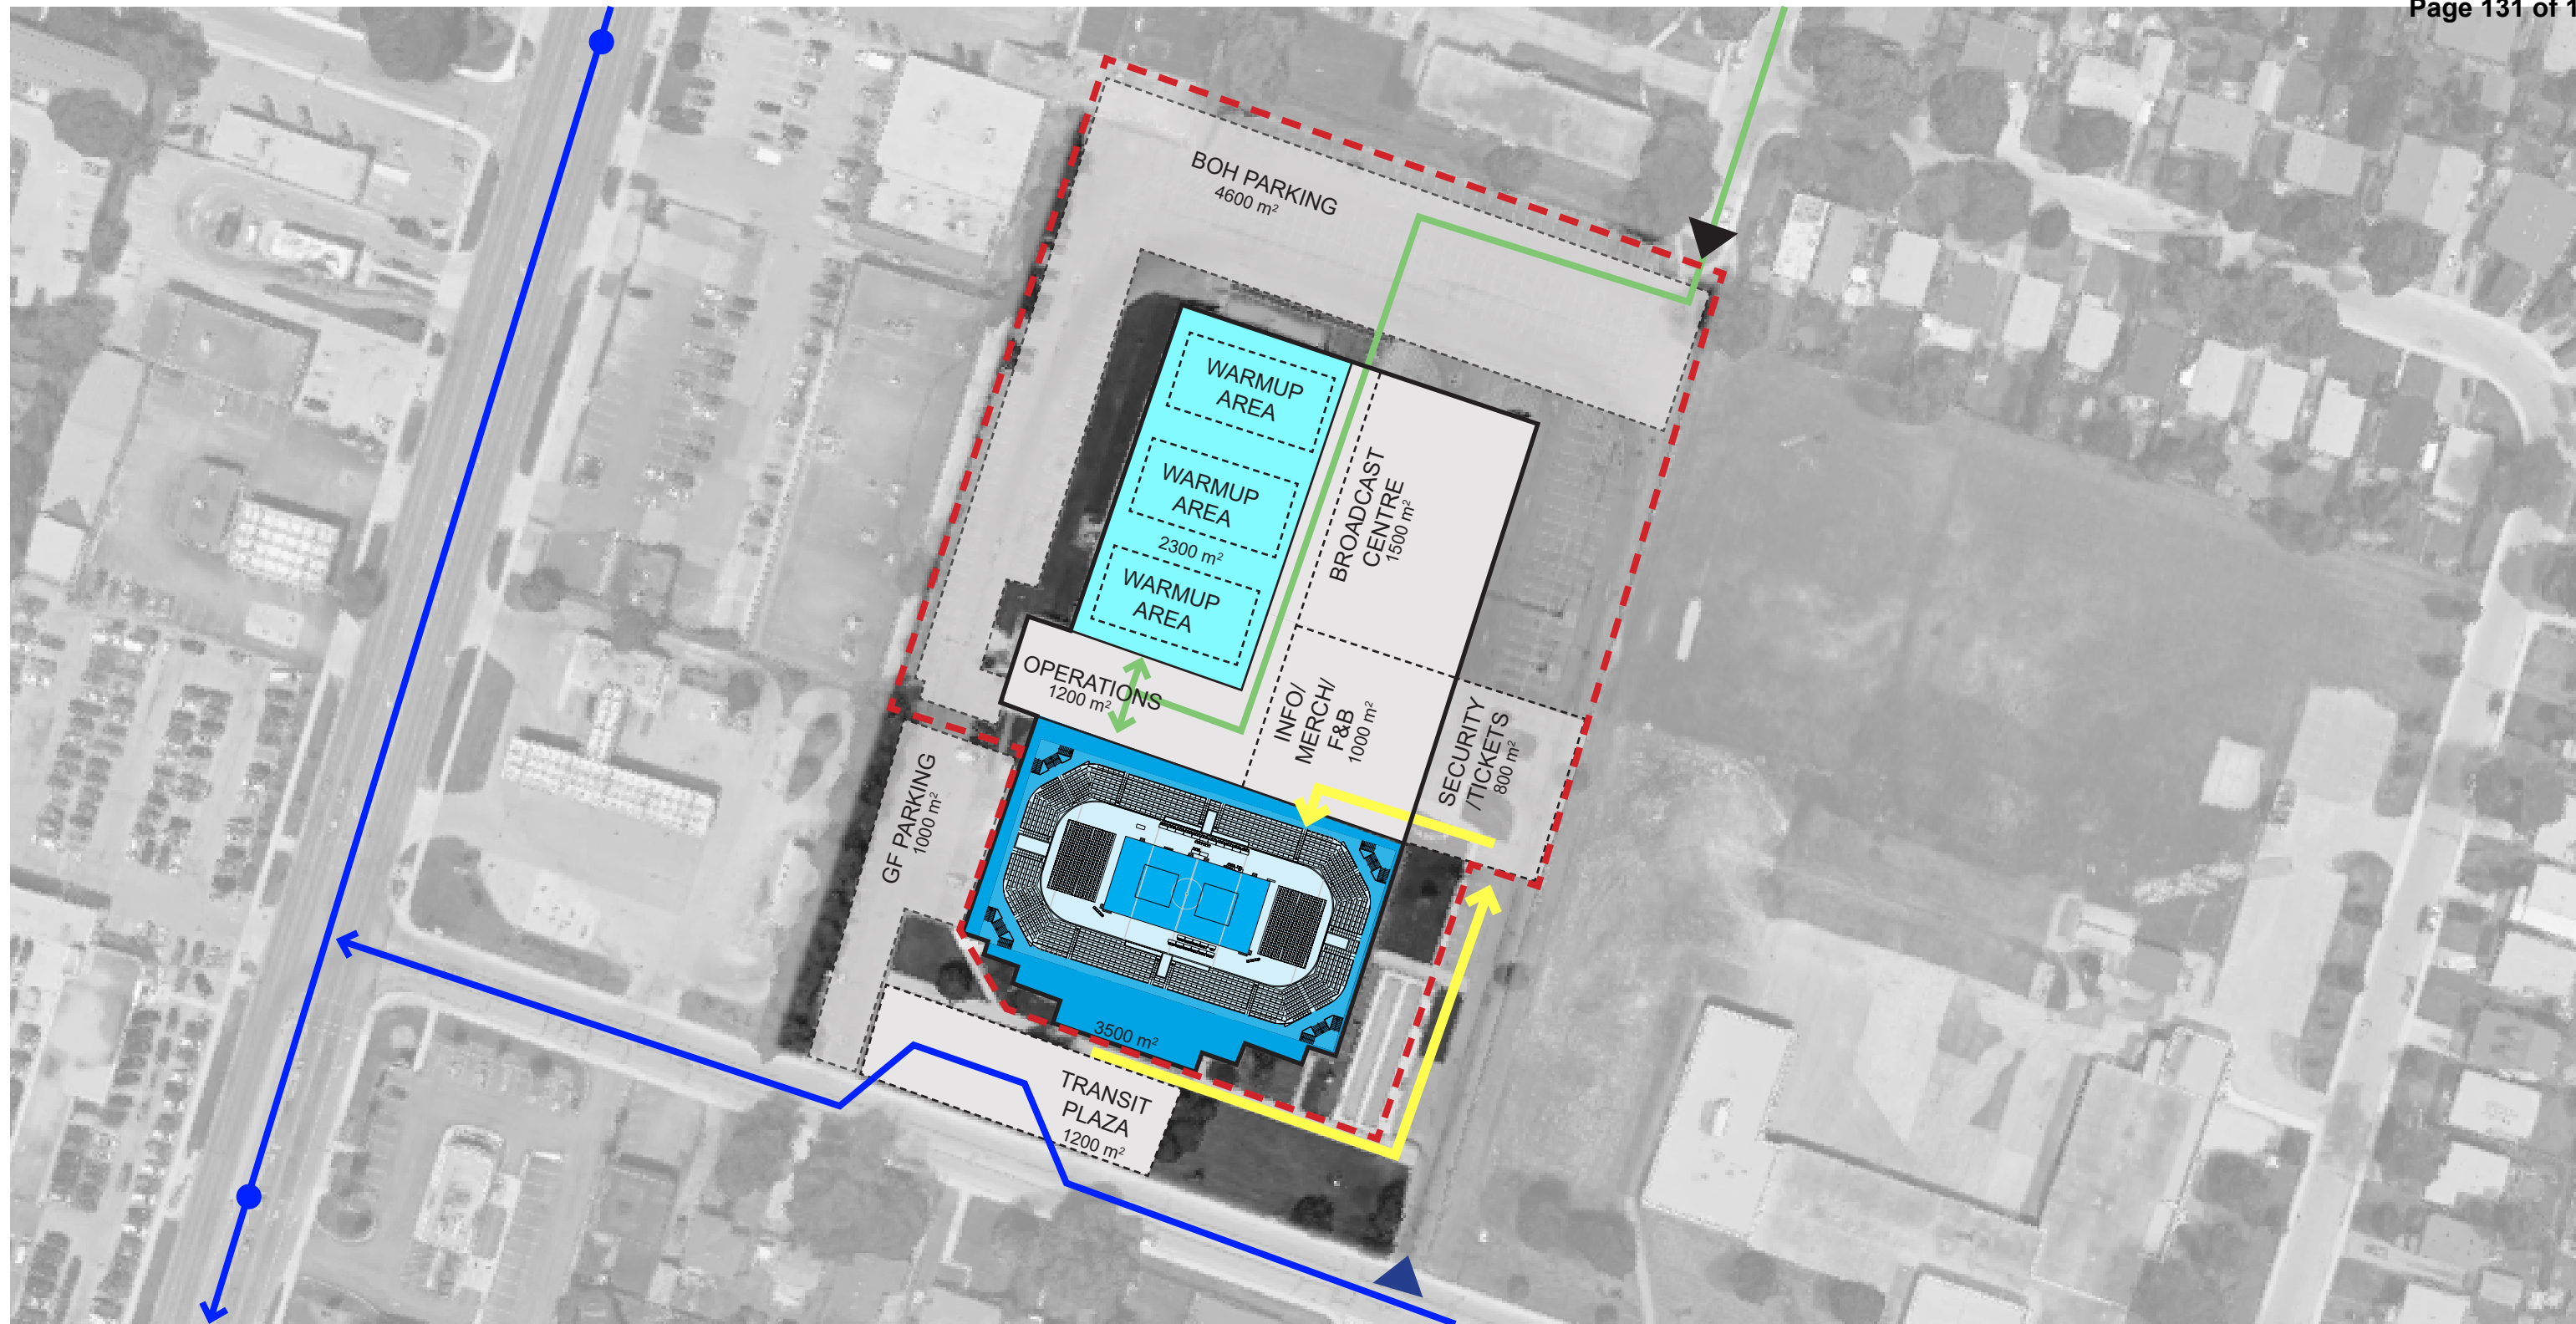 Page 131 of 1
BOH PARKING
4600 m²
WARMUP
AREA
WARMUP
AREA
2300 m²
WARMUP
AREA
BROADCAST
CENTRE
1500 m²
OPERATIONS
1200 m²
INFO/
MERCH/
F&B
1000 m²
SECURITY
/TICKETS
800 m²
GF PARKING
1000 m²
3500 m²
TRANSIT
PLAZA
1200 m²